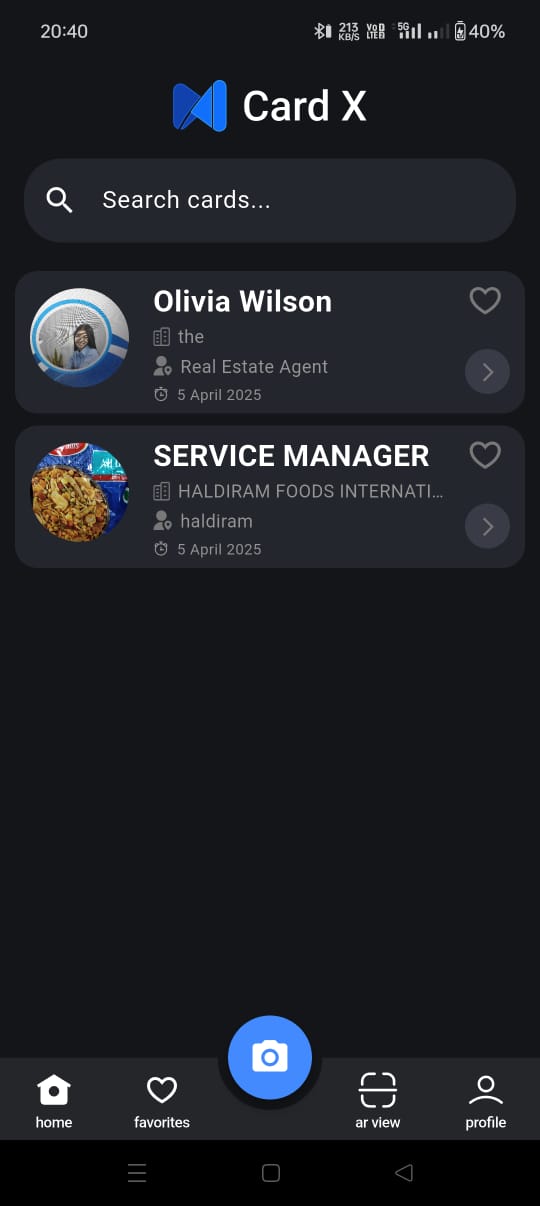 20:40
213 KB/S
VoD LTE
5G
40%
Card X
Search cards...
Olivia Wilson
the
Real Estate Agent
5 April 2025
SERVICE MANAGER
HALDIRAM FOODS INTERNATI...
haldiram
5 April 2025
home
favorites
ar view
profile